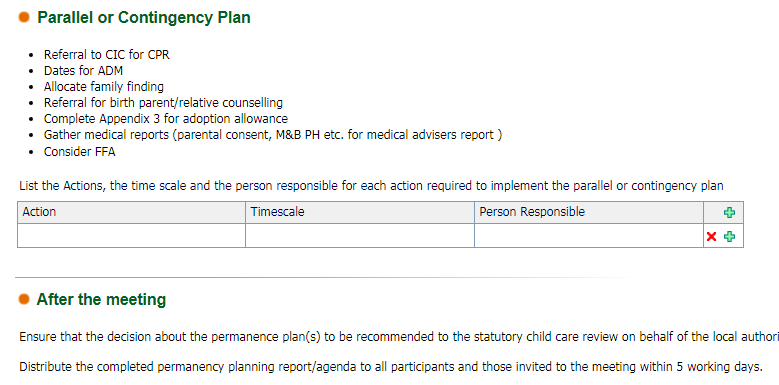 Parallel or Contingency Plan
• Referral to CIC for CPR
• Dates for ADM
• Allocate family finding
• Referral for birth parent/relative counselling
• Complete Appendix 3 for adoption allowance
• Gather medical reports (parental consent, M&B PH etc. for medical advisers report )
• Consider FFA
List the Actions, the time scale and the person responsible for each action required to implement the parallel or contingency plan
Action Timescale Person Responsible
After the meeting
Ensure that the decision about the permanence plan(s) to be recommended to the statutory child care review on behalf of the local authori
Distribute the completed permanency planning report/agenda to all participants and those invited to the meeting within 5 working days.